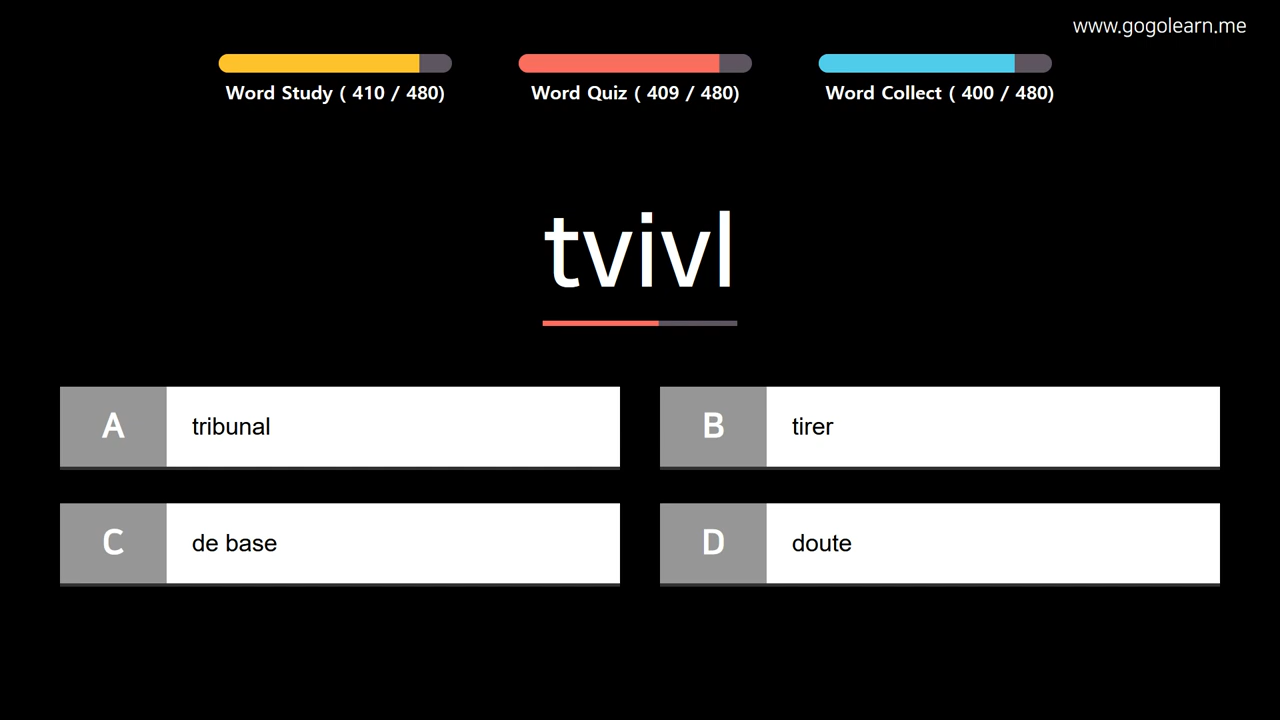 www.gogolearn.me
Word Study ( 410 / 480)
Word Quiz ( 409 / 480)
Word Collect ( 400 / 480)
tvivl
A tribunal
B tirer
C de base
D doute